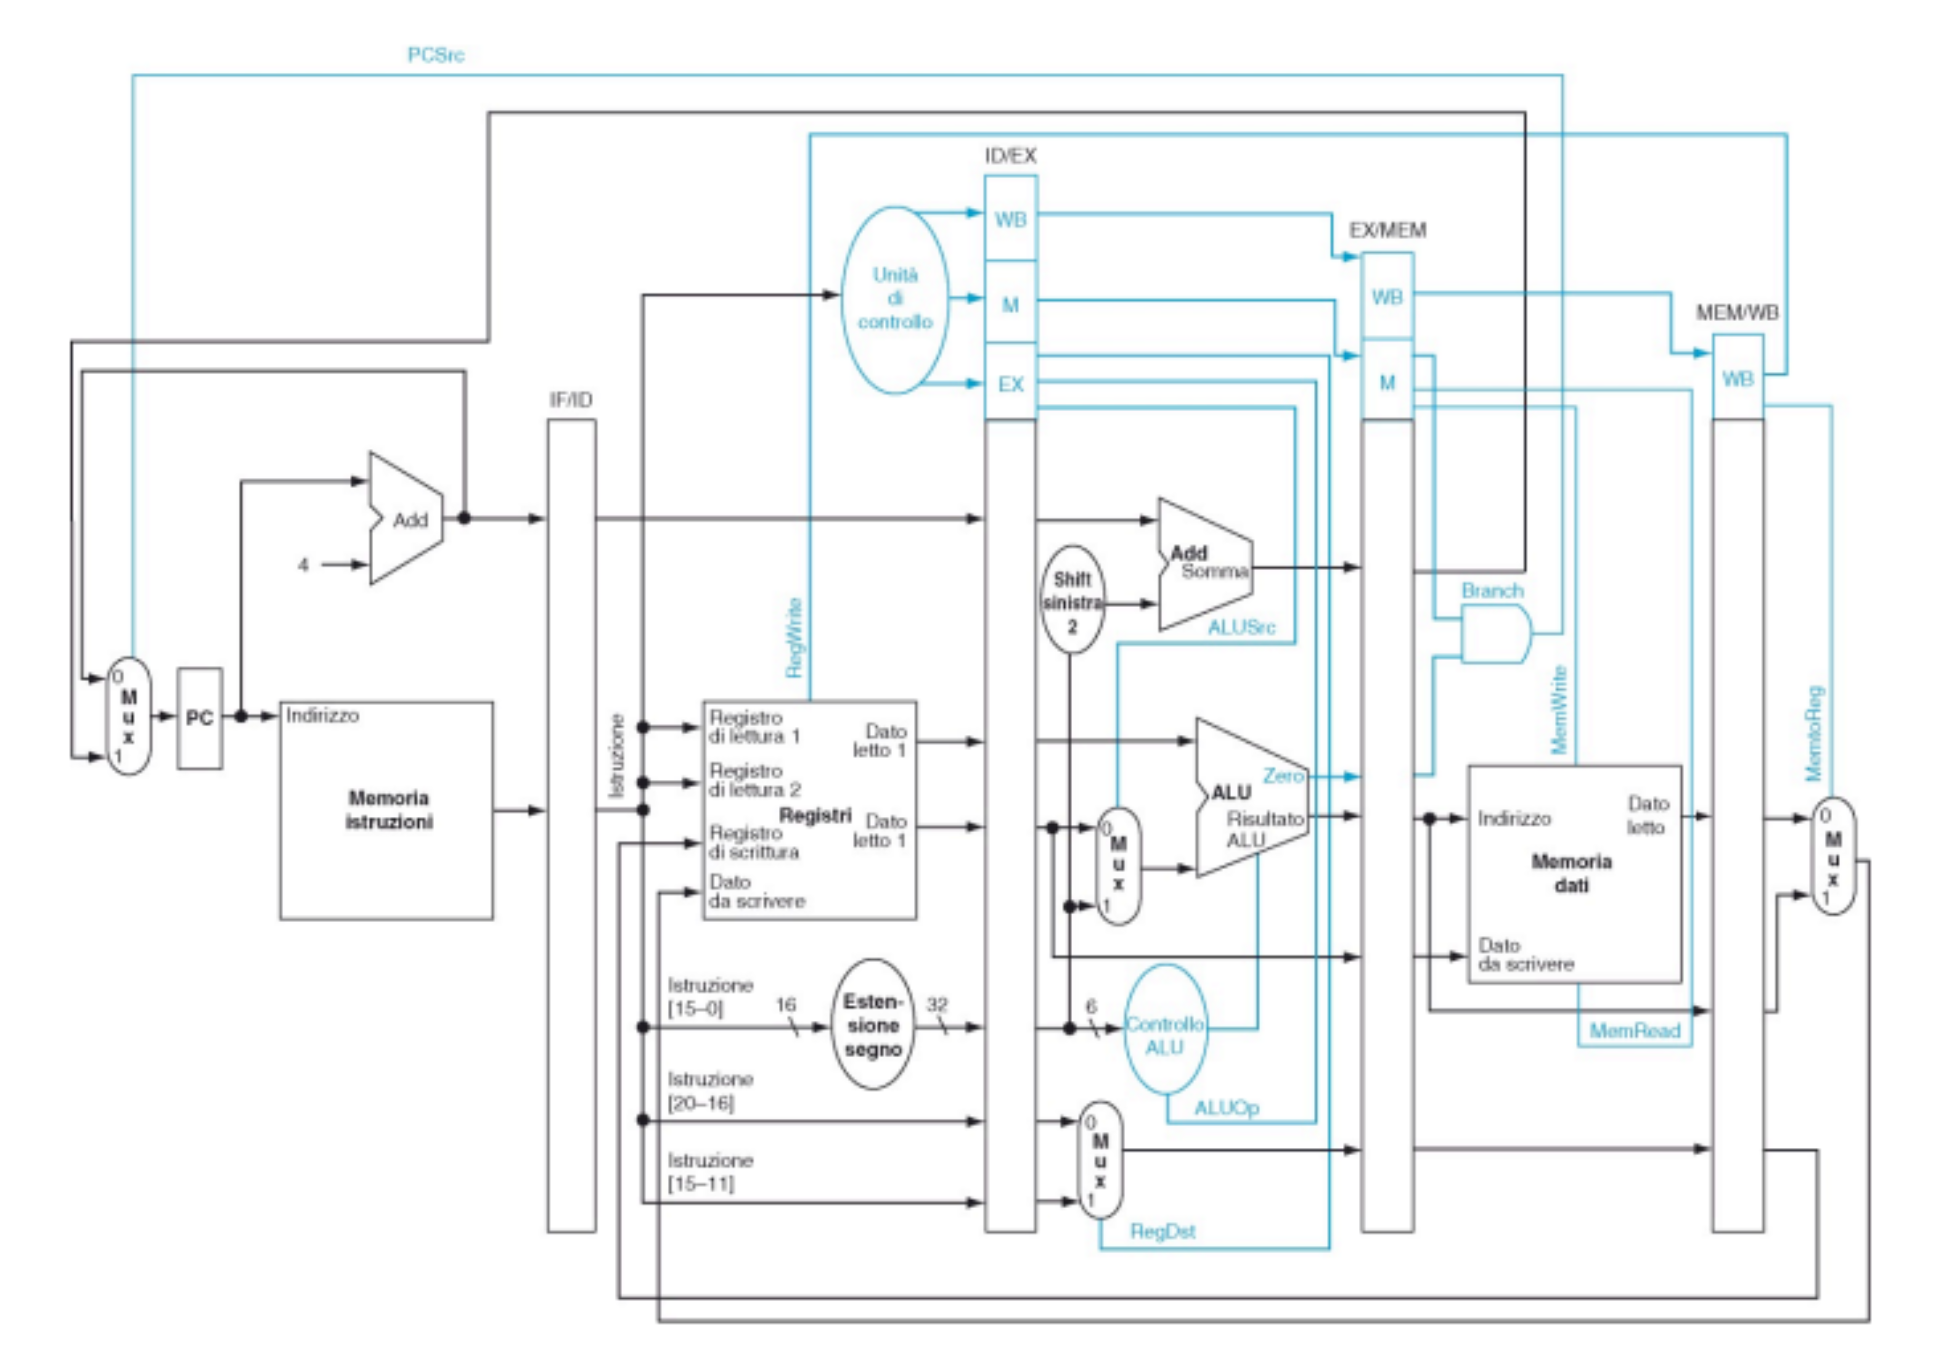 PCSrc
ID/EX
WB
Unità
di
controllo
M
EX
EX/MEM
WB
M
MEM/WB
WB
IF/ID
Add
4
Add
Somma
Shift
sinistra
2
ALUSrc
Branch
RegWrite
MemWrite
MemtoReg
0
M
u
x
1
PC
Indirizzo
Memoria
istruzioni
Istruzione
Registro
di lettura 1
Registro
di lettura 2
Registri
Registro
di scrittura
Dato
da scrivere
Dato
letto 1
Dato
letto 1
0
M
u
x
1
Zero
ALU
Risultato
ALU
Indirizzo
Dato
letto
Memoria
dati
Dato
da scrivere
0
M
u
x
1
Istruzione
[15–0]
16
Esten-
sione
segno
32
6
Controllo
ALU
MemRead
Istruzione
[20–16]
ALUOp
0
M
u
x
1
Istruzione
[15–11]
RegDst